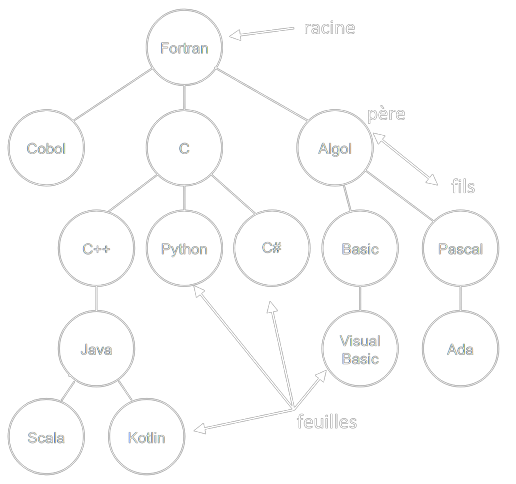 racine
Fortran
père
Cobol
C
Algol
fils
C++
Python
C#
Basic
Pascal
Java
Visual
Basic
Ada
feuilles
Scala
Kotlin